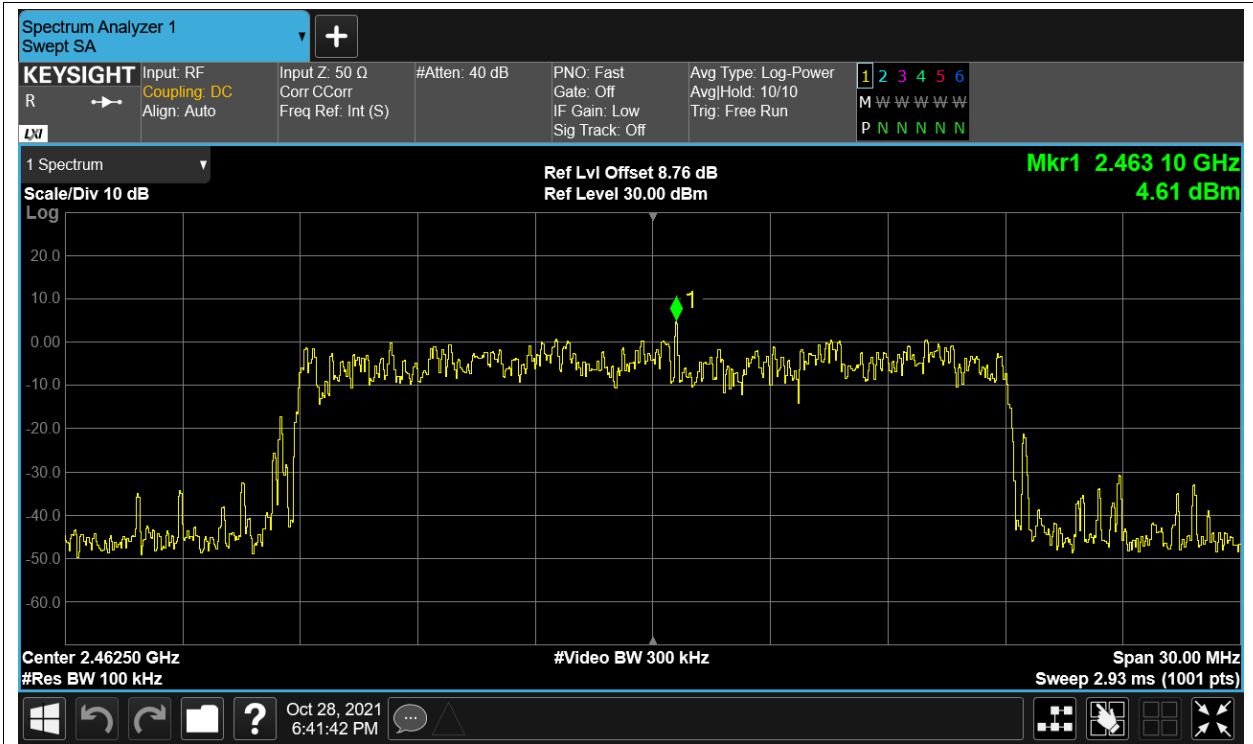 Spectrum Analyzer 1
Swept SA
KEYSIGHT
R
LXI
Input: RF
Coupling: DC
Align: Auto
Input Z: 50 Ω
Corr CCorr
Freq Ref: Int (S)
#Atten: 40 dB
PNO: Fast
Gate: Off
IF Gain: Low
Sig Track: Off
Avg Type: Log-Power
Avg|Hold: 10/10
Trig: Free Run
1 2 3 4 5 6
M W W W W W
P N N N N N
1 Spectrum
Scale/Div 10 dB
Ref Lvl Offset 8.76 dB
Ref Level 30.00 dBm
Mkr1 2.463 10 GHz
4.61 dBm
Log
20.0
10.0
1
0.00
-10.0
-20.0
-30.0
-40.0
-50.0
-60.0
Center 2.46250 GHz
#Video BW 300 kHz
Span 30.00 MHz
#Res BW 100 kHz
Sweep 2.93 ms (1001 pts)
?
Oct 28, 2021
6:41:42 PM